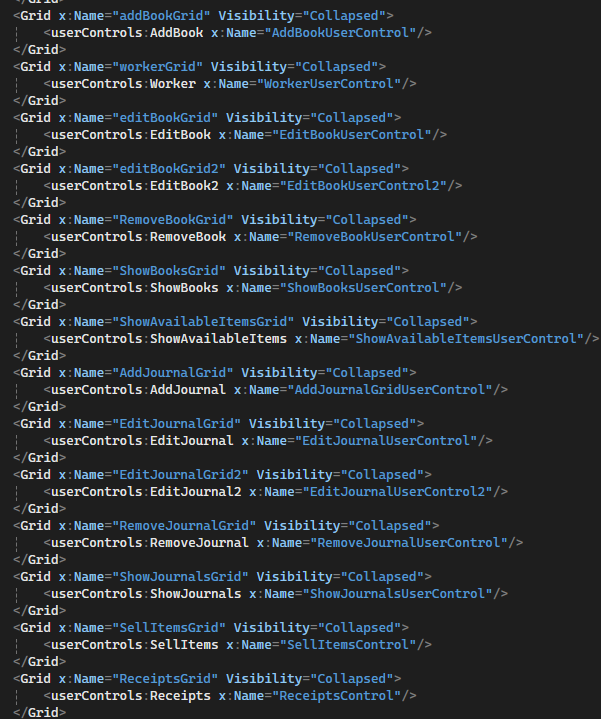 </Grid>
<Grid x:Name="addBookGrid" Visibility="Collapsed">
<userControls:AddBook x:Name="AddBookUserControl"/>
</Grid>
<Grid x:Name="workerGrid" Visibility="Collapsed">
<userControls:Worker x:Name="WorkerUserControl"/>
</Grid>
<Grid x:Name="editBookGrid" Visibility="Collapsed">
<userControls:EditBook x:Name="EditBookUserControl"/>
</Grid>
<Grid x:Name="editBookGrid2" Visibility="Collapsed">
<userControls:EditBook2 x:Name="EditBookUserControl2"/>
</Grid>
<Grid x:Name="RemoveBookGrid" Visibility="Collapsed">
<userControls:RemoveBook x:Name="RemoveBookUserControl"/>
</Grid>
<Grid x:Name="ShowBooksGrid" Visibility="Collapsed">
<userControls:ShowBooks x:Name="ShowBooksUserControl"/>
</Grid>
<Grid x:Name="ShowAvailableItemsGrid" Visibility="Collapsed">
<userControls:ShowAvailableItems x:Name="ShowAvailableItemsUserControl"/>
</Grid>
<Grid x:Name="AddJournalGrid" Visibility="Collapsed">
<userControls:AddJournal x:Name="AddJournalGridUserControl"/>
</Grid>
<Grid x:Name="EditJournalGrid" Visibility="Collapsed">
<userControls:EditJournal x:Name="EditJournalUserControl"/>
</Grid>
<Grid x:Name="EditJournalGrid2" Visibility="Collapsed">
<userControls:EditJournal2 x:Name="EditJournalUserControl2"/>
</Grid>
<Grid x:Name="RemoveJournalGrid" Visibility="Collapsed">
<userControls:RemoveJournal x:Name="RemoveJournalUserControl"/>
</Grid>
<Grid x:Name="ShowJournalsGrid" Visibility="Collapsed">
<userControls:ShowJournals x:Name="ShowJournalsUserControl"/>
</Grid>
<Grid x:Name="SellItemsGrid" Visibility="Collapsed">
<userControls:SellItems x:Name="SellItemsControl"/>
</Grid>
<Grid x:Name="ReceiptsGrid" Visibility="Collapsed">
<userControls:Receipts x:Name="ReceiptsControl"/>
</Grid>